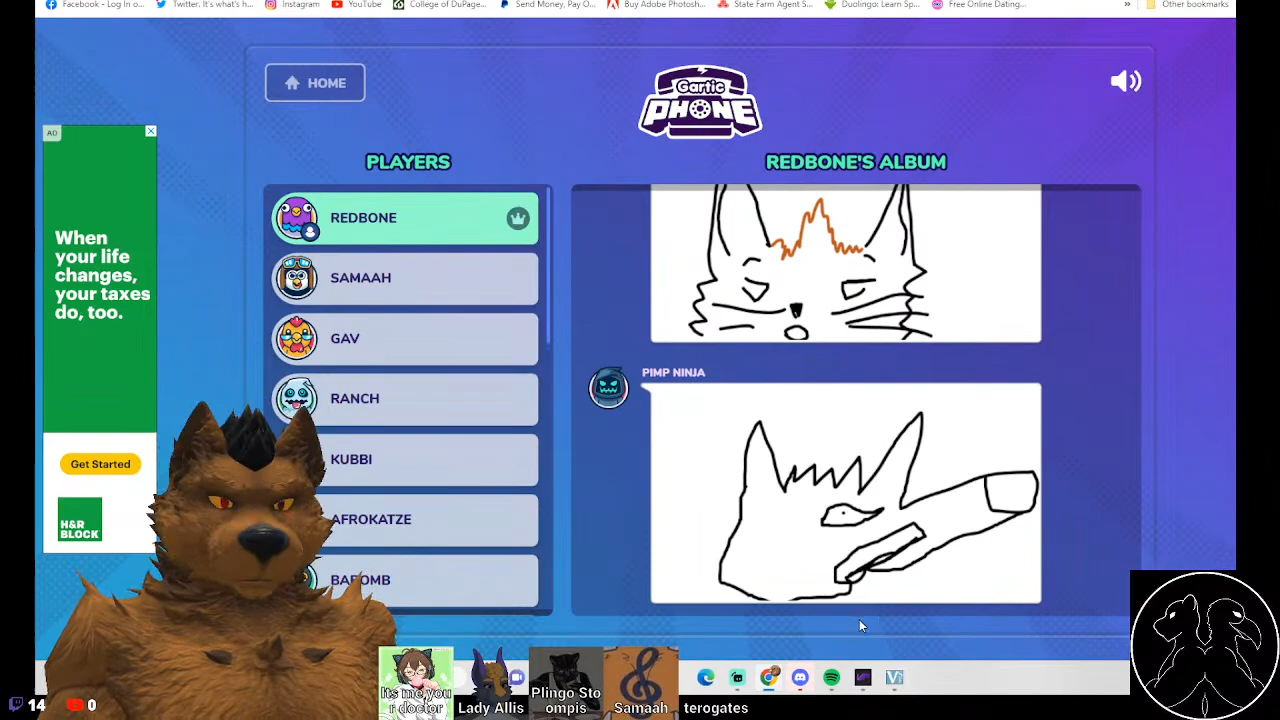 Facebook - Log In o...
Twitter. It's what's h...
Instagram
YouTube
College of DuPage...
Send Money, Pay O...
Buy Adobe Photosh...
State Farm Agent S...
Duolingo: Learn Sp...
Free Online Dating...
»
Other bookmarks
HOME
Gartic
PHONE
AD
PLAYERS
REDBONE'S ALBUM
REDBONE
SAMAAH
GAV
RANCH
KUBBI
AFROKATZE
BABOMB
When
your life
changes,
your taxes
do, too.
Get Started
H&R
BLOCK
PIMP NINJA
Its me you
r doctor
Lady Allis
Plingo Sto
ompis
Samaah
terogates
14
0